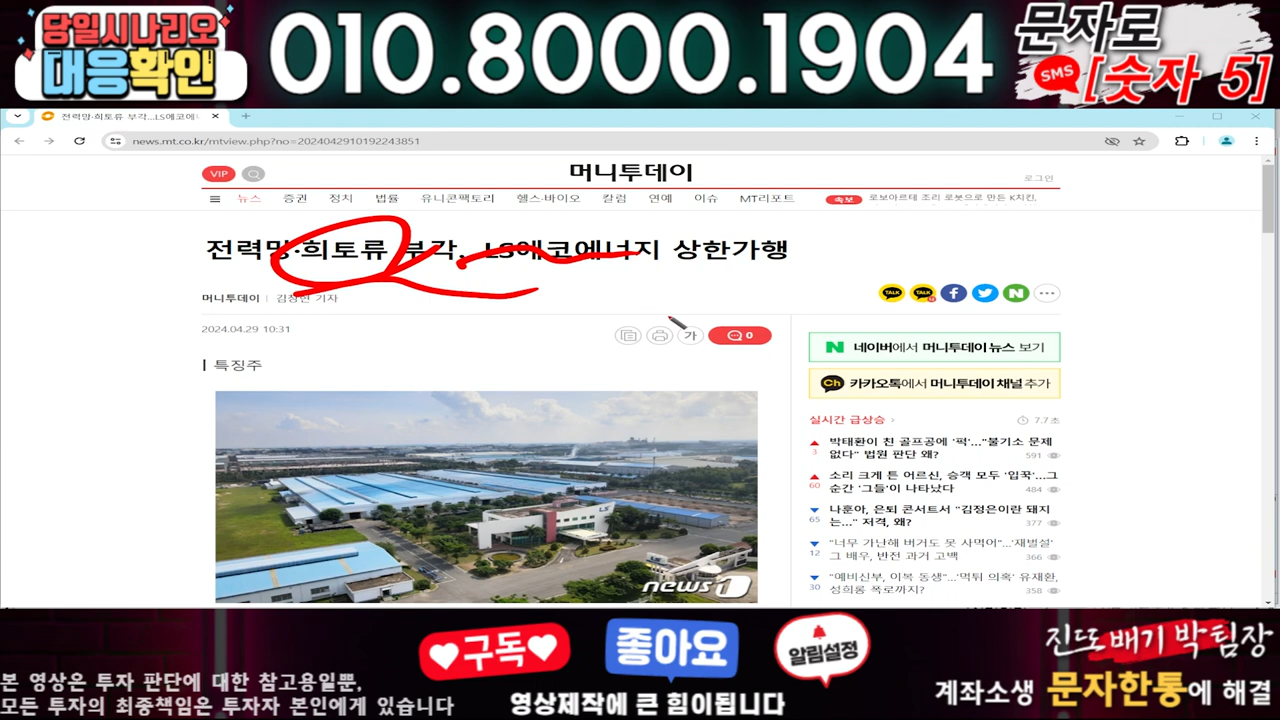 당일시나리오
대응확인
010.8000.1904
문자로
SMS
[숫자 5]
전력망·희토류 부각...LS에코에너
news.mt.co.kr/mtview.php?no=2024042910192243851
VIP
머니투데이
로그인
뉴스 증권 정치 법률 유니콘팩토리 헬스·바이오 칼럼 연예 이슈 MT리포트
속보 로보아르테 조리 로봇으로 만든 K치킨,
전력망·희토류 부각, LS에코에너지 상한가행
머니투데이 | 김창현 기자
TALK TALK
2024.04.29 10:31
가
0
특징주
news1
네이버에서 머니투데이 뉴스 보기
Ch 카카오톡에서 머니투데이 채널 추가
실시간 급상승
7.7초
3 박태환이 친 골프공에 '퍽'…"불기소 문제 없다" 법원 판단 왜?
591
60 소리 크게 튼 어르신, 승객 모두 '입꾹'…그 순간 '그들'이 나타났다
484
65 나훈아, 은퇴 콘서트서 "김정은이란 돼지는…" 저격, 왜?
377
12 "너무 가난해 버거도 못 사먹어"…'재벌설' 그 배우, 반전 과거 고백
366
30 "예비신부, 이복 동생"…'먹튀 의혹' 유재환, 성희롱 폭로까지?
358
구독
좋아요
알림설정
영상제작에 큰 힘이됩니다
본 영상은 투자 판단에 대한 참고용일뿐,
모든 투자의 최종책임은 투자자 본인에게 있습니다
진또배기 박팀장
계좌소생 문자한통에 해결